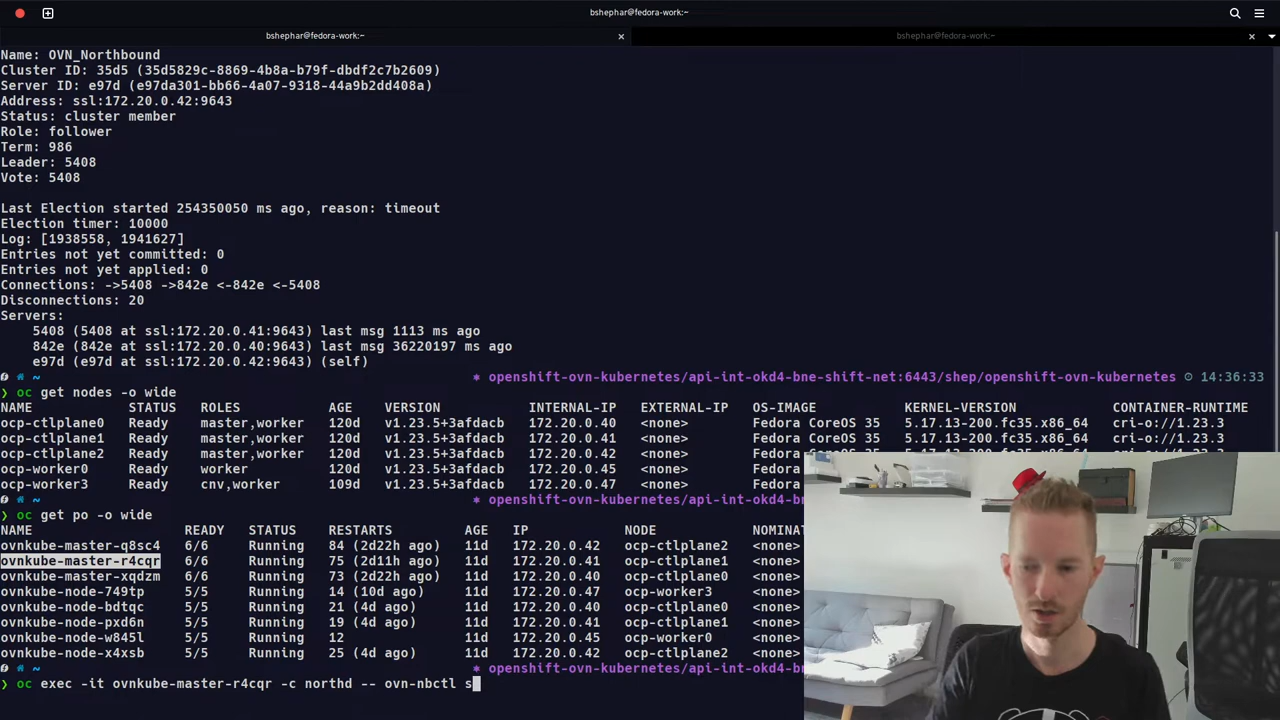 bshephar@fedora-work:~
bshephar@fedora-work:~ × bshephar@fedora-work:~ ×
Name: OVN_Northbound
Cluster ID: 35d5 (35d5829c-8869-4b8a-b79f-dbdf2c7b2609)
Server ID: e97d (e97da301-bb66-4a07-9318-44a9b2dd408a)
Address: ssl:172.20.0.42:9643
Status: cluster member
Role: follower
Term: 986
Leader: 5408
Vote: 5408
Last Election started 254350050 ms ago, reason: timeout
Election timer: 10000
Log: [1938558, 1941627]
Entries not yet committed: 0
Entries not yet applied: 0
Connections: ->5408 ->842e <-842e <-5408
Disconnections: 20
Servers:
5408 (5408 at ssl:172.20.0.41:9643) last msg 1113 ms ago
842e (842e at ssl:172.20.0.40:9643) last msg 36220197 ms ago
e97d (e97d at ssl:172.20.0.42:9643) (self)
~ openshift-ovn-kubernetes/api-int-okd4-bne-shift-net:6443/shep/openshift-ovn-kubernetes 14:36:33
❯ oc get nodes -o wide
NAME STATUS ROLES AGE VERSION INTERNAL-IP EXTERNAL-IP OS-IMAGE KERNEL-VERSION CONTAINER-RUNTIME
ocp-ctlplane0 Ready master,worker 120d v1.23.5+3afdacb 172.20.0.40 <none> Fedora CoreOS 35 5.17.13-200.fc35.x86_64 cri-o://1.23.3
ocp-ctlplane1 Ready master,worker 120d v1.23.5+3afdacb 172.20.0.41 <none> Fedora CoreOS 35 5.17.13-200.fc35.x86_64 cri-o://1.23.3
ocp-ctlplane2 Ready master,worker 120d v1.23.5+3afdacb 172.20.0.42 <none> Fedora CoreOS 35 5.17.13-200.fc35.x86_64 cri-o://1.23.3
ocp-worker0 Ready worker 120d v1.23.5+3afdacb 172.20.0.45 <none> Fedora
ocp-worker3 Ready cnv,worker 109d v1.23.5+3afdacb 172.20.0.47 <none> Fedora
~ openshift-ovn-kubernetes/api-int-okd4-b
❯ oc get po -o wide
NAME READY STATUS RESTARTS AGE IP NODE NOMINA
ovnkube-master-q8sc4 6/6 Running 84 (2d22h ago) 11d 172.20.0.42 ocp-ctlplane2 <none>
ovnkube-master-r4cqr 6/6 Running 75 (2d11h ago) 11d 172.20.0.41 ocp-ctlplane1 <none>
ovnkube-master-xqdzm 6/6 Running 73 (2d22h ago) 11d 172.20.0.40 ocp-ctlplane0 <none>
ovnkube-node-749tp 5/5 Running 14 (10d ago) 11d 172.20.0.47 ocp-worker3 <none>
ovnkube-node-bdtqc 5/5 Running 21 (4d ago) 11d 172.20.0.40 ocp-ctlplane0 <none>
ovnkube-node-pxd6n 5/5 Running 19 (4d ago) 11d 172.20.0.41 ocp-ctlplane1 <none>
ovnkube-node-w845l 5/5 Running 12 11d 172.20.0.45 ocp-worker0 <none>
ovnkube-node-x4xsb 5/5 Running 25 (4d ago) 11d 172.20.0.42 ocp-ctlplane2 <none>
~ openshift-ovn-kubernetes/api-int-okd4-b
❯ oc exec -it ovnkube-master-r4cqr -c northd -- ovn-nbctl s